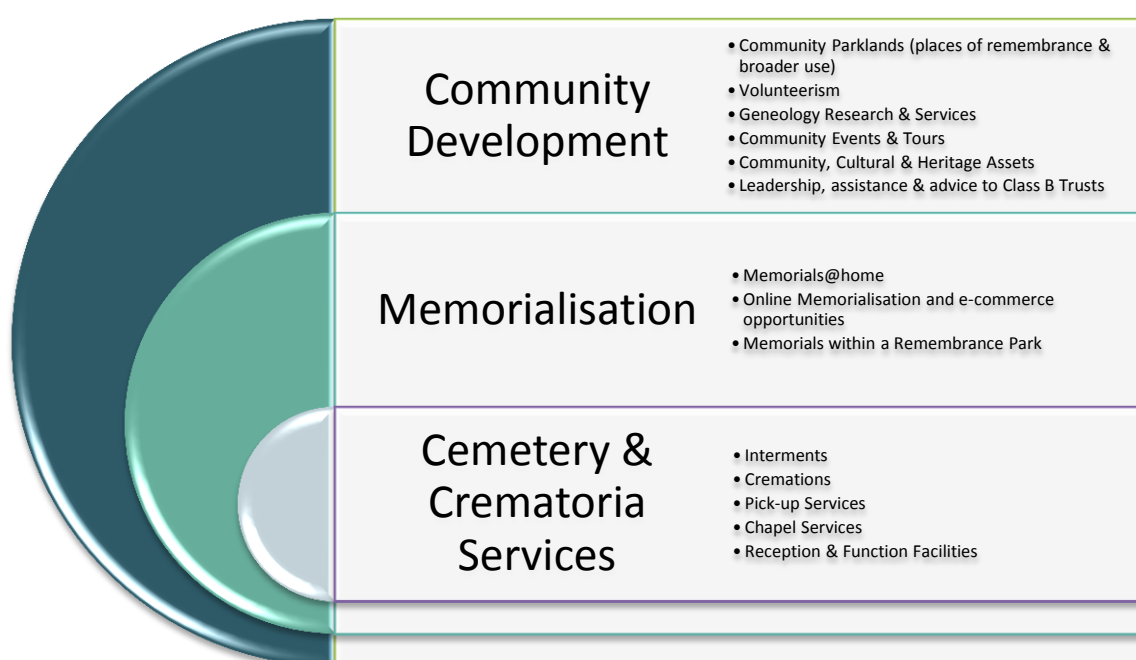 Community
Development
• Community Parklands (places of remembrance &
broader use)
• Volunteerism
• Geneology Research & Services
• Community Events & Tours
• Community, Cultural & Heritage Assets
• Leadership, assistance & advice to Class B Trusts
Memorialisation
• Memorials@home
• Online Memorialisation and e-commerce
opportunities
• Memorials within a Remembrance Park
Cemetery &
Crematoria
Services
• Interments
• Cremations
• Pick-up Services
• Chapel Services
• Reception & Function Facilities